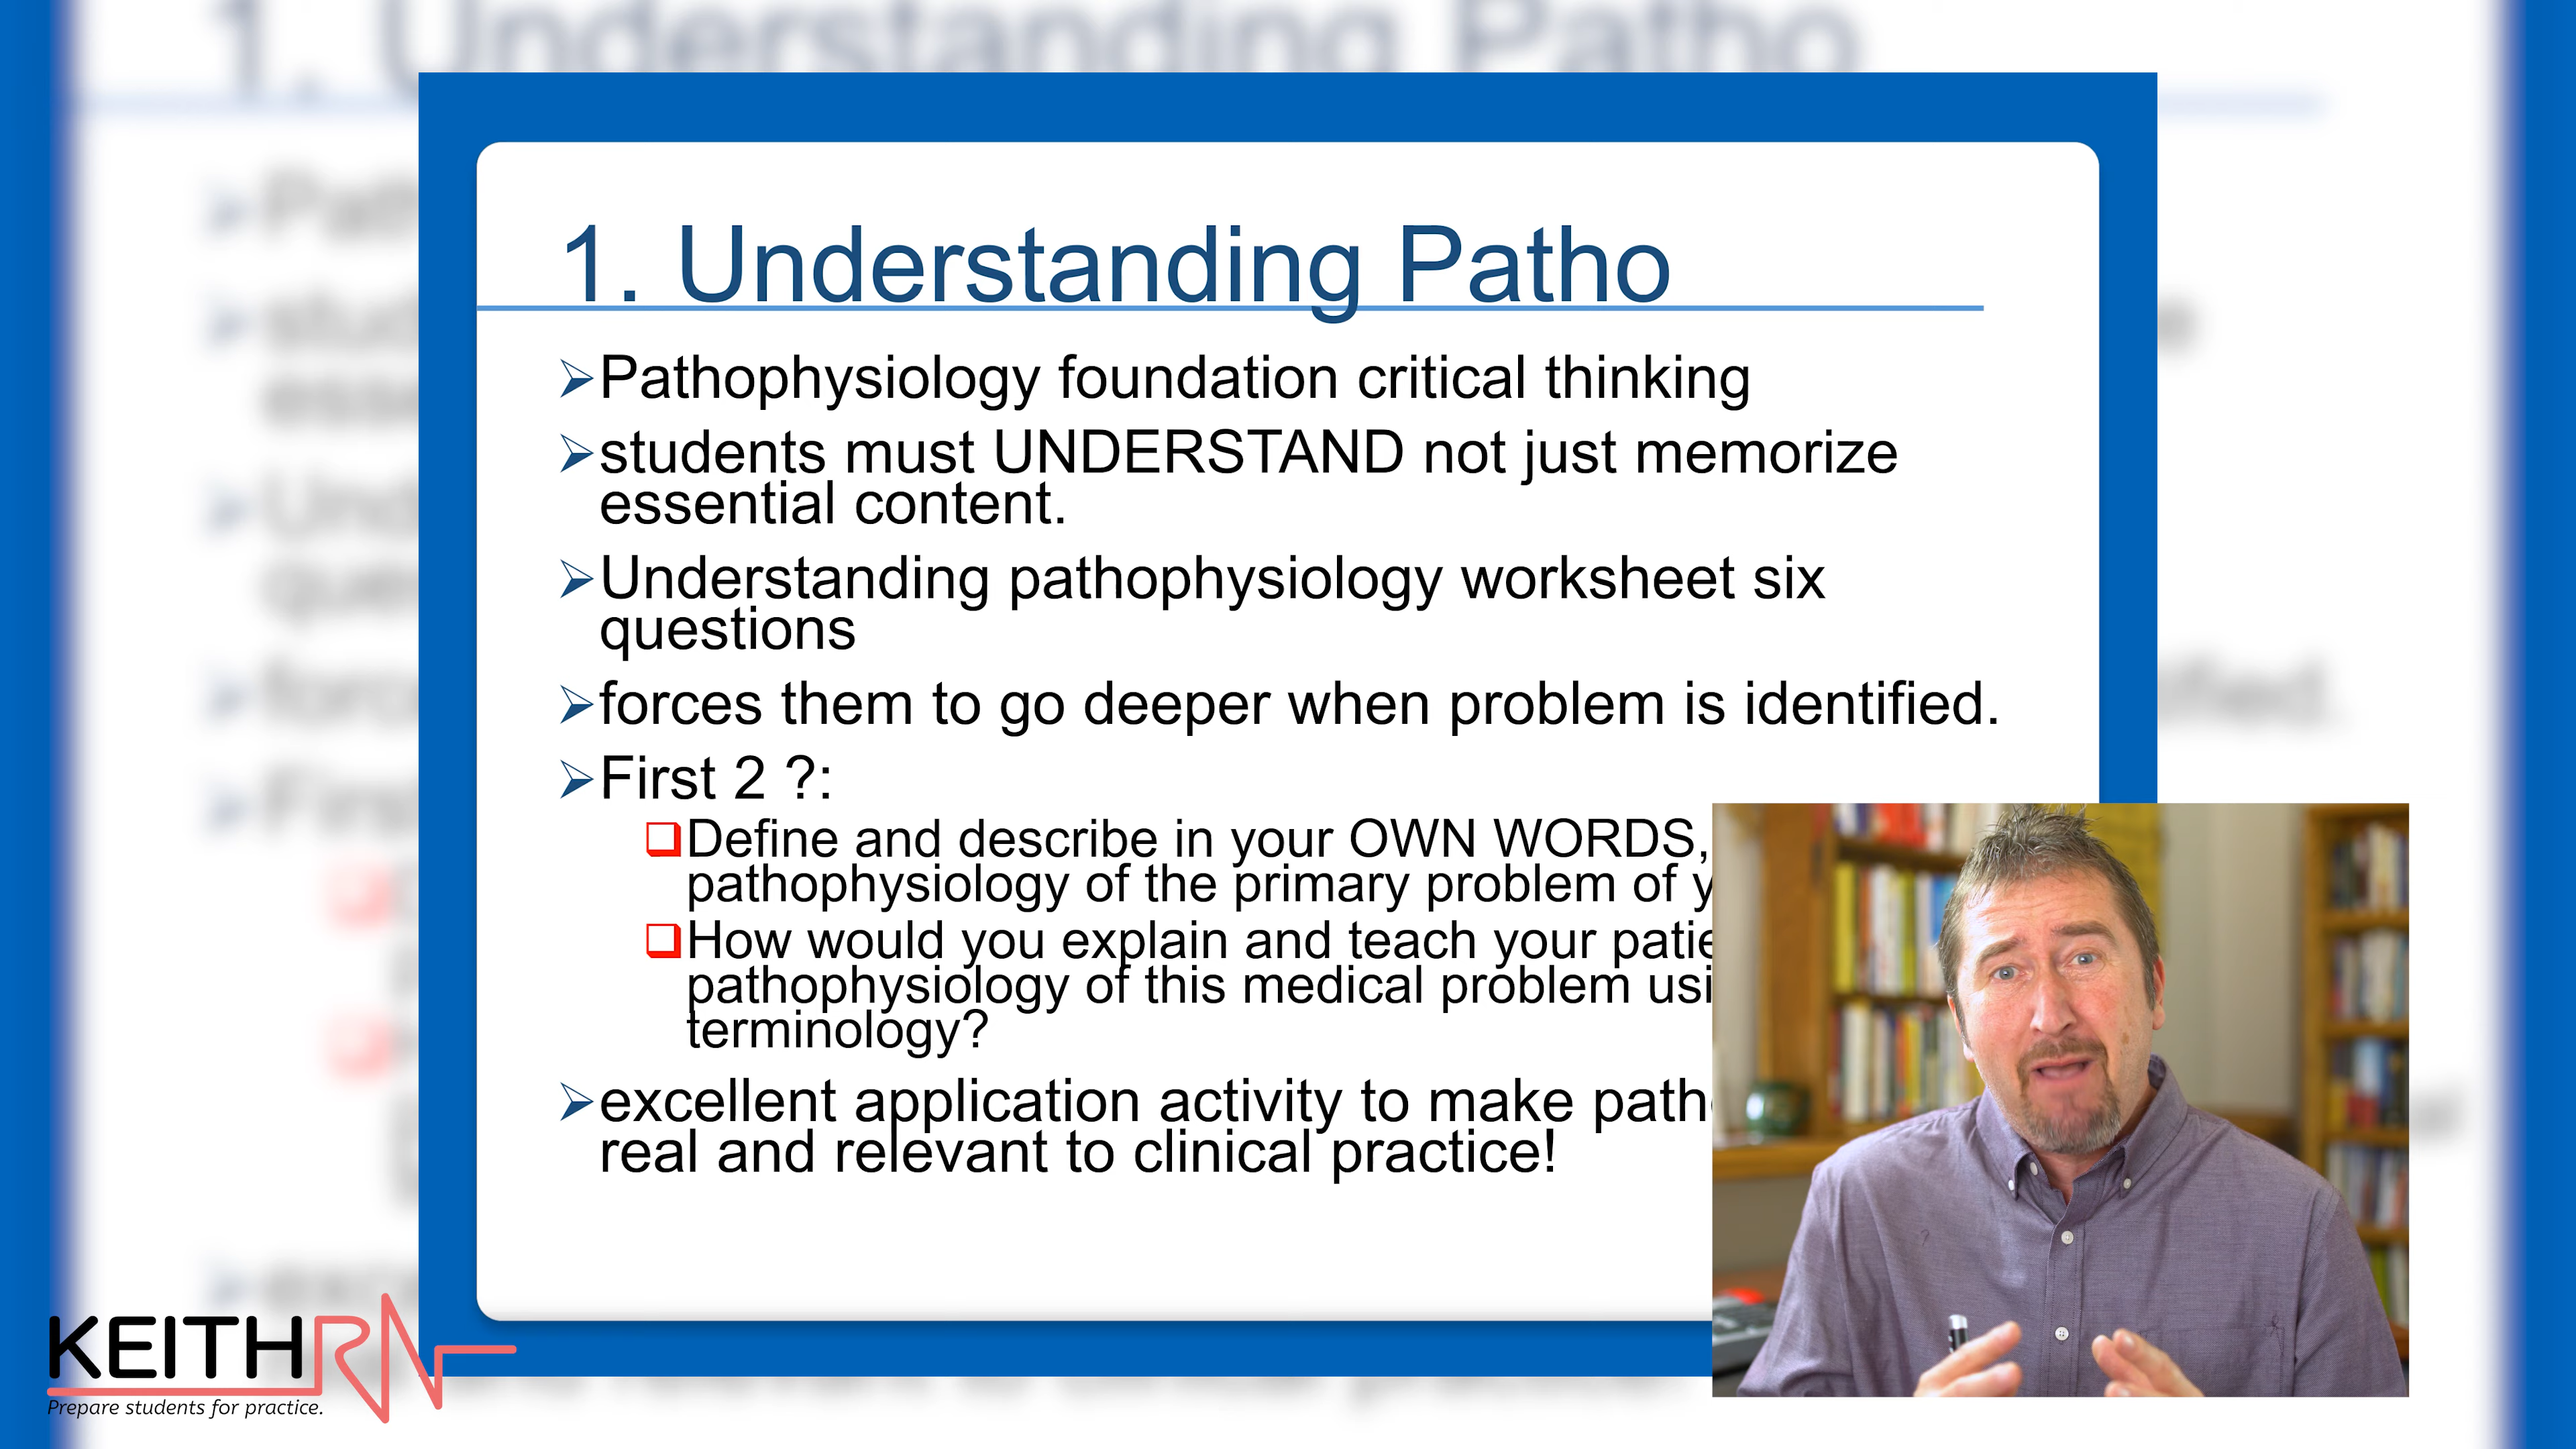 1. Understanding Patho
Pathophysiology foundation critical thinking
students must UNDERSTAND not just memorize
essential content.
Understanding pathophysiology worksheet six
questions
forces them to go deeper when problem is identified.
First 2 ?:
Define and describe in your OWN WORDS,
pathophysiology of the primary problem of
How would you explain and teach your
pathophysiology of this medical problem
terminology?
excellent application activity to make
real and relevant to clinical practice!
KEITHRN
Prepare students for practice.